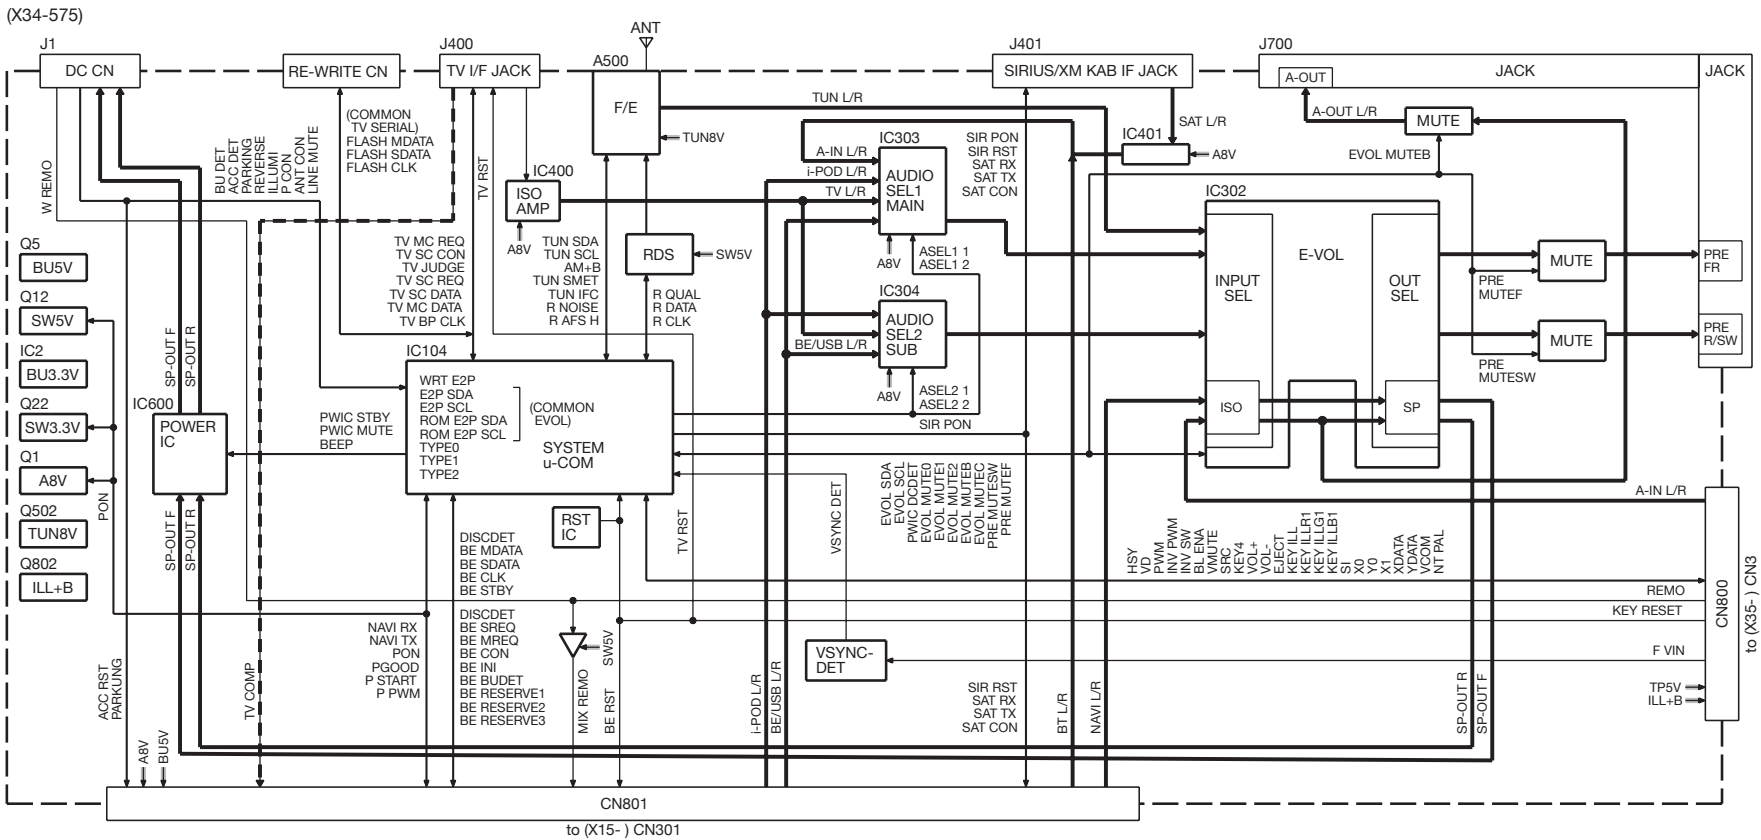 (X34-575)
J1
DC CN
RE-WRITE CN
J400
TV I/F JACK
ANT
A500
F/E
TUN8V
J401
SIRIUS/XM KAB IF JACK
J700
A-OUT
JACK
JACK
TUN L/R
SAT L/R
A-OUT L/R
MUTE
EVOL MUTEB
IC401
A8V
W REMO
BU DET
ACC DET
PARKING
REVERSE
ILLUMI
P CON
ANT CON
LINE MUTE
(COMMON
TV SERIAL)
FLASH MDATA
FLASH SDATA
FLASH CLK
TV RST
IC400
ISO
AMP
A8V
IC303
AUDIO
SEL1
MAIN
A-IN L/R
i-POD L/R
TV L/R
A8V
ASEL1 1
ASEL1 2
SIR PON
SIR RST
SAT RX
SAT TX
SAT CON
IC302
INPUT
SEL
E-VOL
OUT
SEL
ISO
SP
MUTE
PRE
FR
PRE
MUTEF
MUTE
PRE
R/SW
PRE
MUTESW
Q5
BU5V
Q12
SW5V
IC2
BU3.3V
Q22
SW3.3V
Q1
A8V
Q502
TUN8V
Q802
ILL+B
PON
TV MC REQ
TV SC CON
TV JUDGE
TV SC REQ
TV SC DATA
TV MC DATA
TV BP CLK
TUN SDA
TUN SCL
AM+B
TUN SMET
TUN IFC
R NOISE
R AFS H
RDS
SW5V
R QUAL
R DATA
R CLK
IC304
AUDIO
SEL2
SUB
BE/USB L/R
A8V
ASEL2 1
ASEL2 2
SIR PON
SP-OUT F
SP-OUT R
IC600
POWER
IC
SP-OUT F
SP-OUT R
PWIC STBY
PWIC MUTE
BEEP
IC104
WRT E2P
E2P SDA
E2P SCL
ROM E2P SDA
ROM E2P SCL
TYPE0
TYPE1
TYPE2
(COMMON
EVOL)
SYSTEM
u-COM
RST
IC
TV RST
VSYNC DET
EVOL SDA
EVOL SCL
PWIC DCDET
EVOL MUTE0
EVOL MUTE1
EVOL MUTE2
EVOL MUTEB
EVOL MUTEC
PRE MUTESW
PRE MUTEF
A-IN L/R
HSY
VD
PWM
INV PWM
INV SW
BL ENA
VMUTE
SRC
KEY4
VOL+
VOL-
EJECT
KEY ILL
KEY ILLR1
KEY ILLG1
KEY ILLB1
SI
X0
Y0
X1
XDATA
YDATA
VCOM
NT PAL
DISCDET
BE MDATA
BE SDATA
BE CLK
BE STBY
DISCDET
BE SREQ
BE MREQ
BE CON
BE INI
BE BUDET
BE RESERVE1
BE RESERVE2
BE RESERVE3
NAVI RX
NAVI TX
PON
PGOOD
P START
P PWM
SW5V
MIX REMO
BE RST
VSYNC-
DET
REMO
KEY RESET
F VIN
TP5V
ILL+B
CN800
to (X35- ) CN3
ACC RST
PARKUNG
A8V
BU5V
TV COMP
i-POD L/R
BE/USB L/R
SIR RST
SAT RX
SAT TX
SAT CON
BT L/R
NAVI L/R
SP-OUT R
SP-OUT F
CN801
to (X15- ) CN301